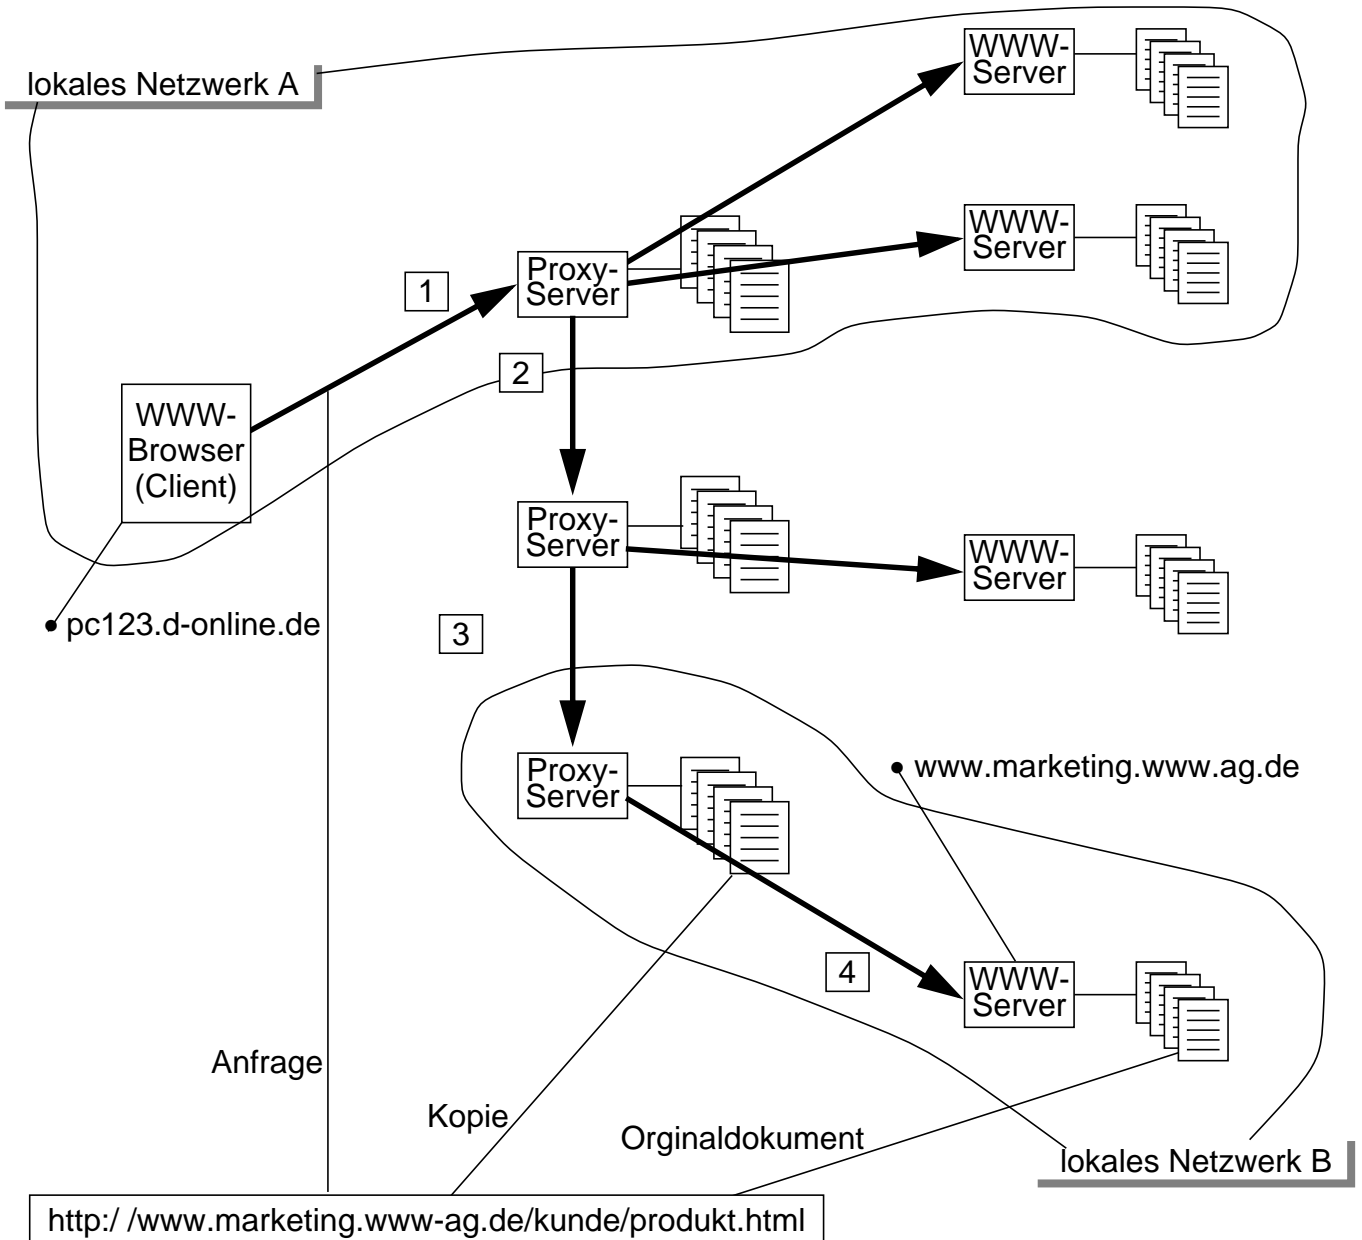 WWW-
Server
lokales Netzwerk A
WWW-
Server
Proxy-
Server
1
2
WWW-
Browser
(Client)
Proxy-
Server
WWW-
Server
pc123.d-online.de
3
Proxy-
Server
www.marketing.www.ag.de
4
WWW-
Server
Anfrage
Kopie
Orginaldokument
lokales Netzwerk B
http:/ /www.marketing.www-ag.de/kunde/produkt.html